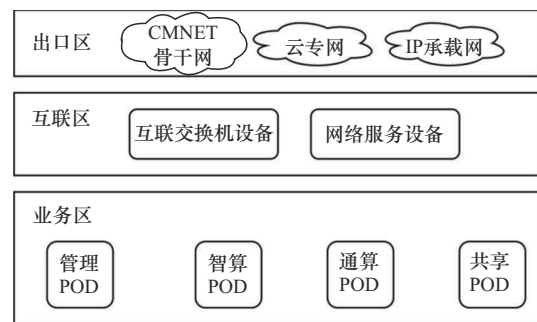 出口区
CMNET
骨干网
云专网
IP承载网
互联区
互联交换机设备
网络服务设备
业务区
管理
POD
智算
POD
通算
POD
共享
POD